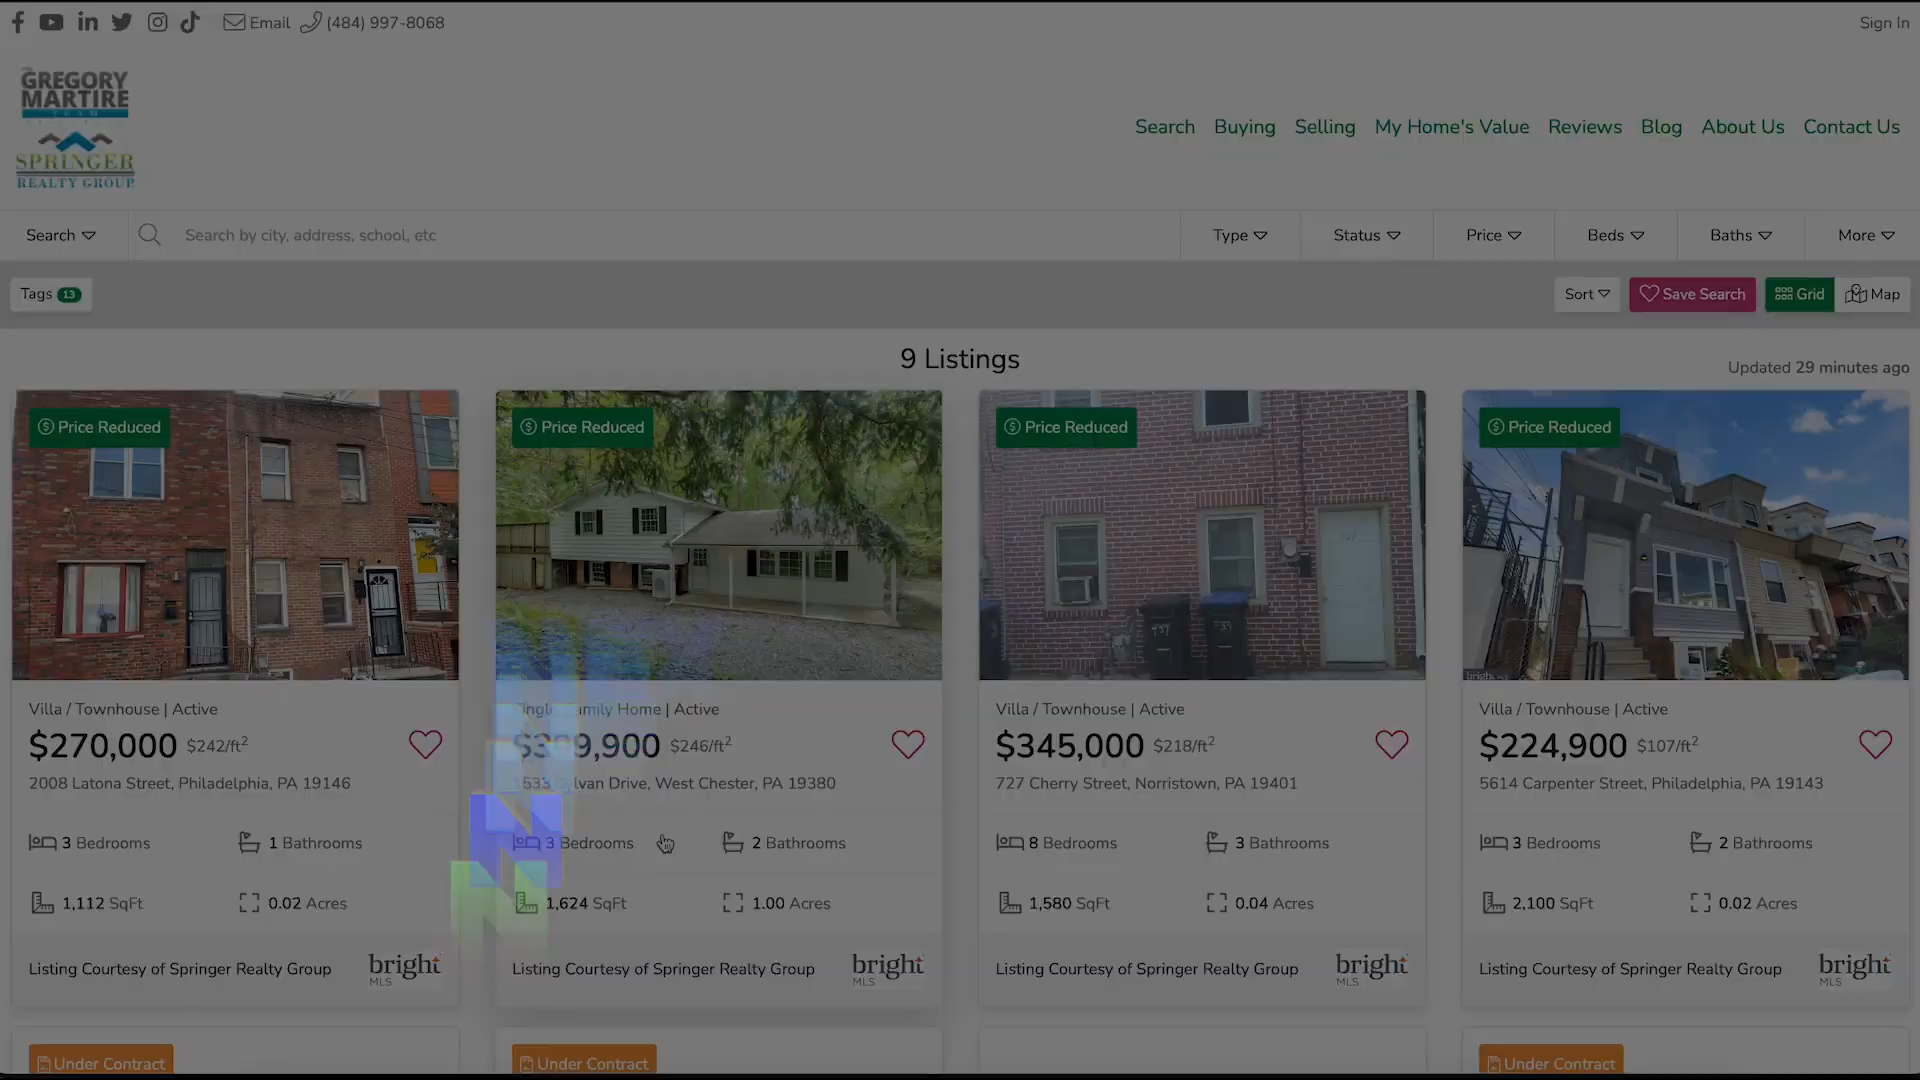 Email (484) 997-8068
Sign In
GREGORY
MARTIRE
TEAM
SPRINGER
REALTY GROUP
Search Buying Selling My Home's Value Reviews Blog About Us Contact Us
Search Search by city, address, school, etc Type Status Price Beds Baths More
Tags 13 Sort Save Search Grid Map
9 Listings
Updated 29 minutes ago
Price Reduced
Villa / Townhouse | Active
$270,000 $242/ft²
2008 Latona Street, Philadelphia, PA 19146
3 Bedrooms 1 Bathrooms
1,112 SqFt 0.02 Acres
Listing Courtesy of Springer Realty Group bright MLS
Price Reduced
Single Family Home | Active
$399,900 $246/ft²
Drive, West Chester, PA 19380
3 Bedrooms 2 Bathrooms
1,624 SqFt 1.00 Acres
Listing Courtesy of Springer Realty Group bright MLS
Price Reduced
Villa / Townhouse | Active
$345,000 $218/ft²
727 Cherry Street, Norristown, PA 19401
8 Bedrooms 3 Bathrooms
1,580 SqFt 0.04 Acres
Listing Courtesy of Springer Realty Group bright MLS
Price Reduced
Villa / Townhouse | Active
$224,900 $107/ft²
5614 Carpenter Street, Philadelphia, PA 19143
3 Bedrooms 2 Bathrooms
2,100 SqFt 0.02 Acres
Listing Courtesy of Springer Realty Group bright MLS
Under Contract
Under Contract
Under Contract